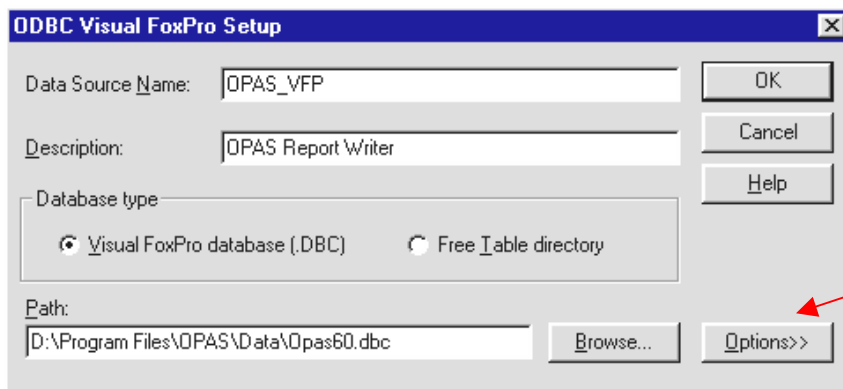 ODBC Visual FoxPro Setup
Data Source Name: OPAS_VFP OK
Description: OPAS Report Writer Cancel
Help
Database type
Visual FoxPro database (.DBC) Free Table directory
Path:
D:\Program Files\OPAS\Data\Opas60.dbc Browse... Options>>